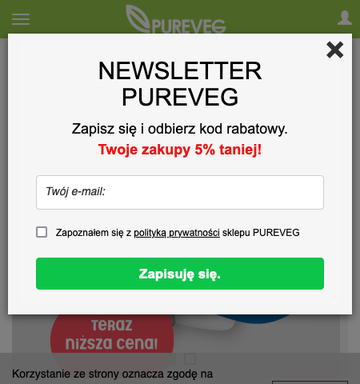 PUREVEG
NEWSLETTER
PUREVEG
Zapisz się i odbierz kod rabatowy.
Twoje zakupy 5% taniej!
Twój e-mail:
Zapoznałem się z polityką prywatności sklepu PUREVEG
Zapisuję się.
TERAZ
NIŻSZA CENA!
Korzystanie ze strony oznacza zgodę na